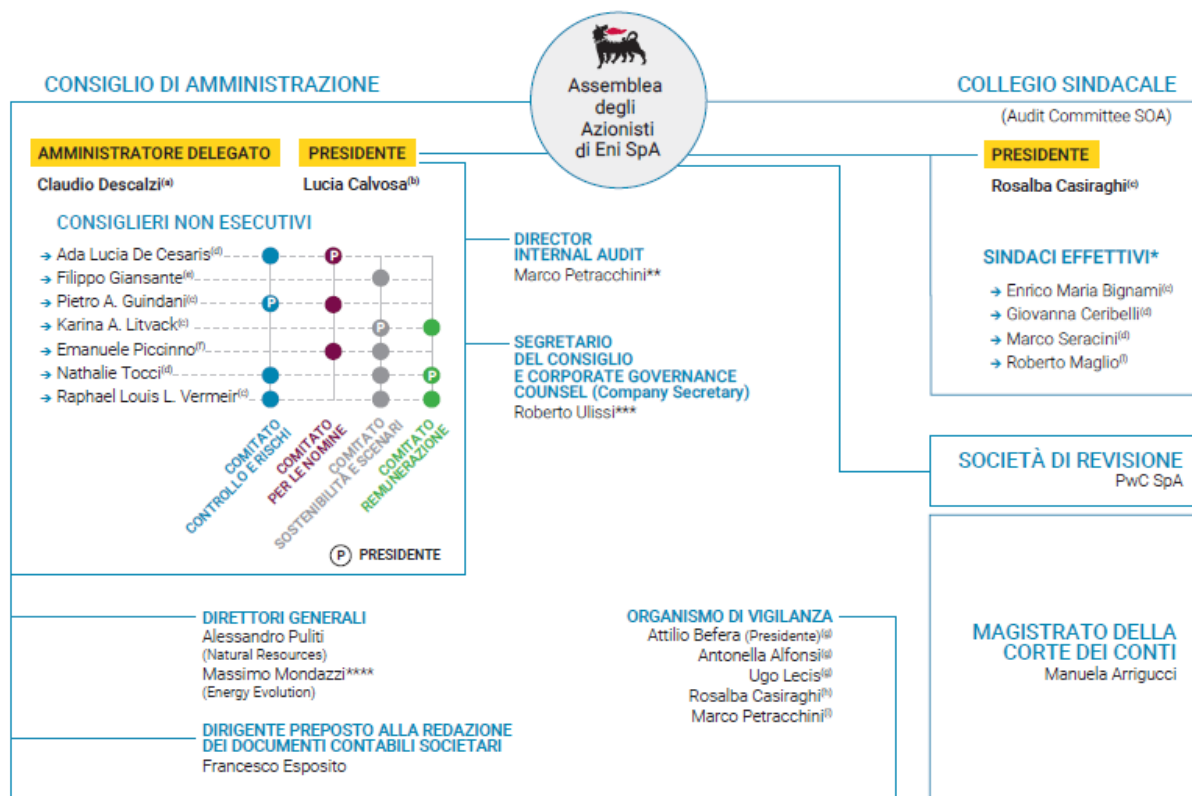 CONSIGLIO DI AMMINISTRAZIONE
Assemblea
degli
Azionisti
di Eni SpA
COLLEGIO SINDACALE
(Audit Committee SOA)
AMMINISTRATORE DELEGATO
Claudio Descalzi(a)
PRESIDENTE
Lucia Calvosa(b)
PRESIDENTE
Rosalba Casiraghi(c)
CONSIGLIERI NON ESECUTIVI
→ Ada Lucia De Cesaris(d)
P
→ Filippo Giansante(e)
→ Pietro A. Guindani(c)
P
→ Karina A. Litvack(c)
P
→ Emanuele Piccinno(f)
→ Nathalie Tocci(d)
P
→ Raphael Louis L. Vermeir(c)
COMITATO
CONTROLLO E RISCHI
COMITATO
PER LE NOMINE
COMITATO
SOSTENIBILITÀ E SCENARI
COMITATO
REMUNERAZIONE
P PRESIDENTE
DIRECTOR
INTERNAL AUDIT
Marco Petracchini**
SEGRETARIO
DEL CONSIGLIO
E CORPORATE GOVERNANCE
COUNSEL (Company Secretary)
Roberto Ulissi***
SINDACI EFFETTIVI*
→ Enrico Maria Bignami(c)
→ Giovanna Ceribelli(d)
→ Marco Seracini(d)
→ Roberto Maglio(f)
SOCIETÀ DI REVISIONE
PwC SpA
DIRETTORI GENERALI
Alessandro Puliti
(Natural Resources)
Massimo Mondazzi****
(Energy Evolution)
DIRIGENTE PREPOSTO ALLA REDAZIONE
DEI DOCUMENTI CONTABILI SOCIETARI
Francesco Esposito
ORGANISMO DI VIGILANZA
Attilio Befera (Presidente)(g)
Antonella Alfonsi(g)
Ugo Lecis(g)
Rosalba Casiraghi(h)
Marco Petracchini(i)
MAGISTRATO DELLA
CORTE DEI CONTI
Manuela Arrigucci